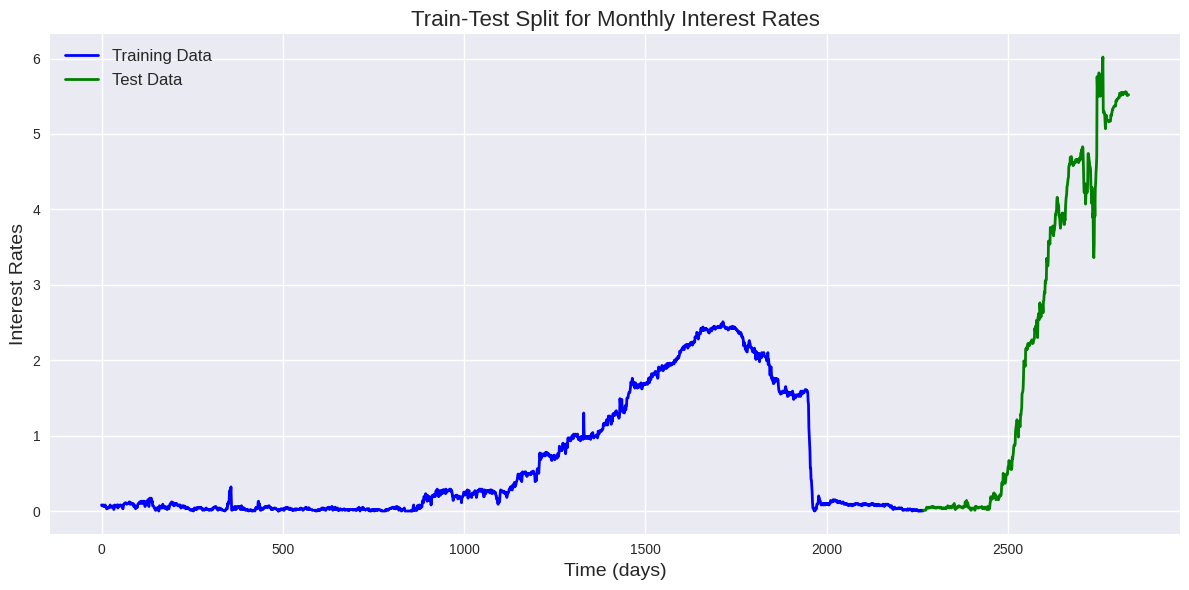 Train-Test Split for Monthly Interest Rates
Training Data
Test Data
Interest Rates
6
5
4
3
2
1
0
0 500 1000 1500 2000 2500
Time (days)